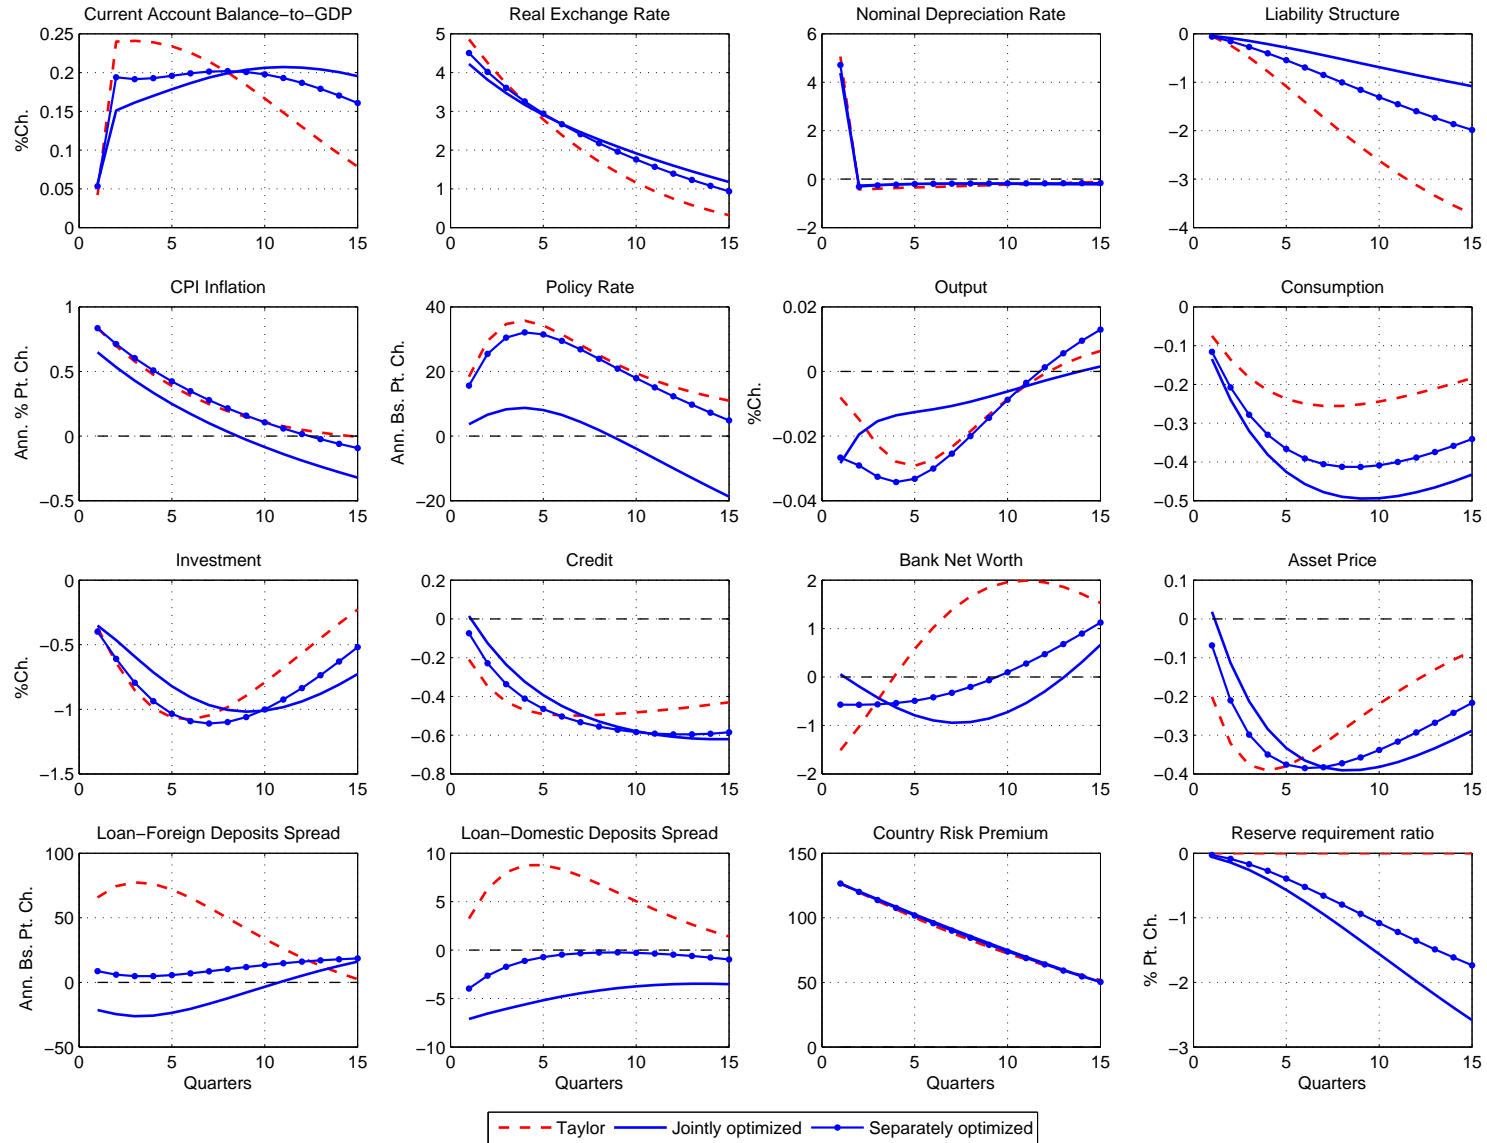 Current Account Balance−to−GDP
Real Exchange Rate
Nominal Depreciation Rate
Liability Structure
%Ch.
0.25
0.2
0.15
0.1
0.05
0
0 5 10 15
5
4
3
2
1
0
0 5 10 15
6
4
2
0
−2
0 5 10 15
0
−1
−2
−3
−4
0 5 10 15
CPI Inflation
Policy Rate
Output
Consumption
Ann. % Pt. Ch.
1
0.5
0
−0.5
0 5 10 15
Ann. Bs. Pt. Ch.
40
20
0
−20
0 5 10 15
%Ch.
0.02
0
−0.02
−0.04
0 5 10 15
0
−0.1
−0.2
−0.3
−0.4
−0.5
0 5 10 15
Investment
Credit
Bank Net Worth
Asset Price
%Ch.
0
−0.5
−1
−1.5
0 5 10 15
0.2
0
−0.2
−0.4
−0.6
−0.8
0 5 10 15
2
1
0
−1
−2
0 5 10 15
0.1
0
−0.1
−0.2
−0.3
−0.4
0 5 10 15
Loan−Foreign Deposits Spread
Loan−Domestic Deposits Spread
Country Risk Premium
Reserve requirement ratio
Ann. Bs. Pt. Ch.
100
50
0
−50
0 5 10 15
Quarters
10
5
0
−5
−10
0 5 10 15
Quarters
150
100
50
0
0 5 10 15
Quarters
% Pt. Ch.
0
−1
−2
−3
0 5 10 15
Quarters
Taylor Jointly optimized Separately optimized